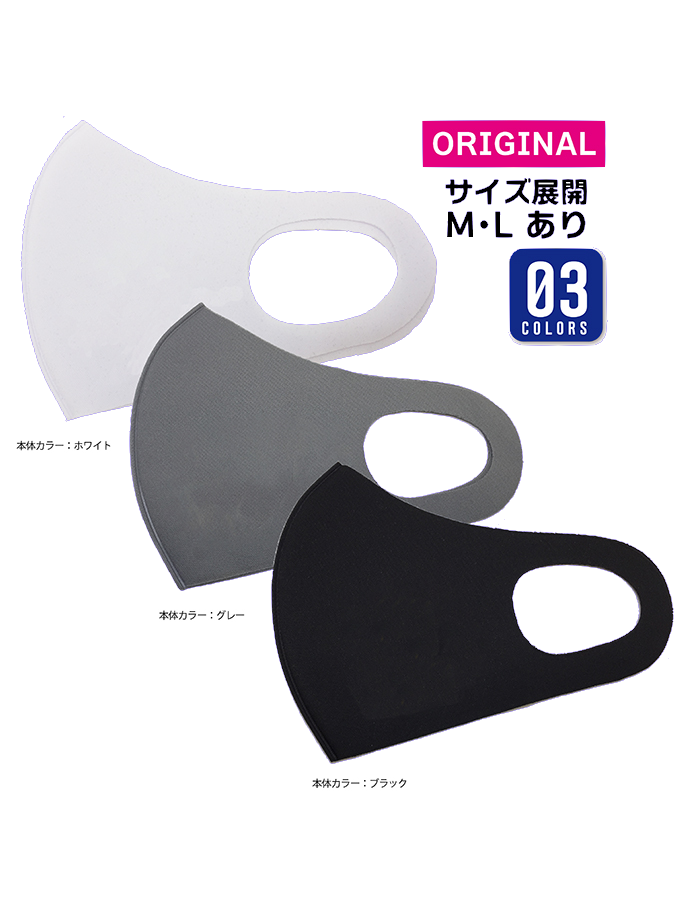 ORIGINAL
サイズ展開
M・L あり
03
COLORS
本体カラー：ホワイト
本体カラー：グレー
本体カラー：ブラック